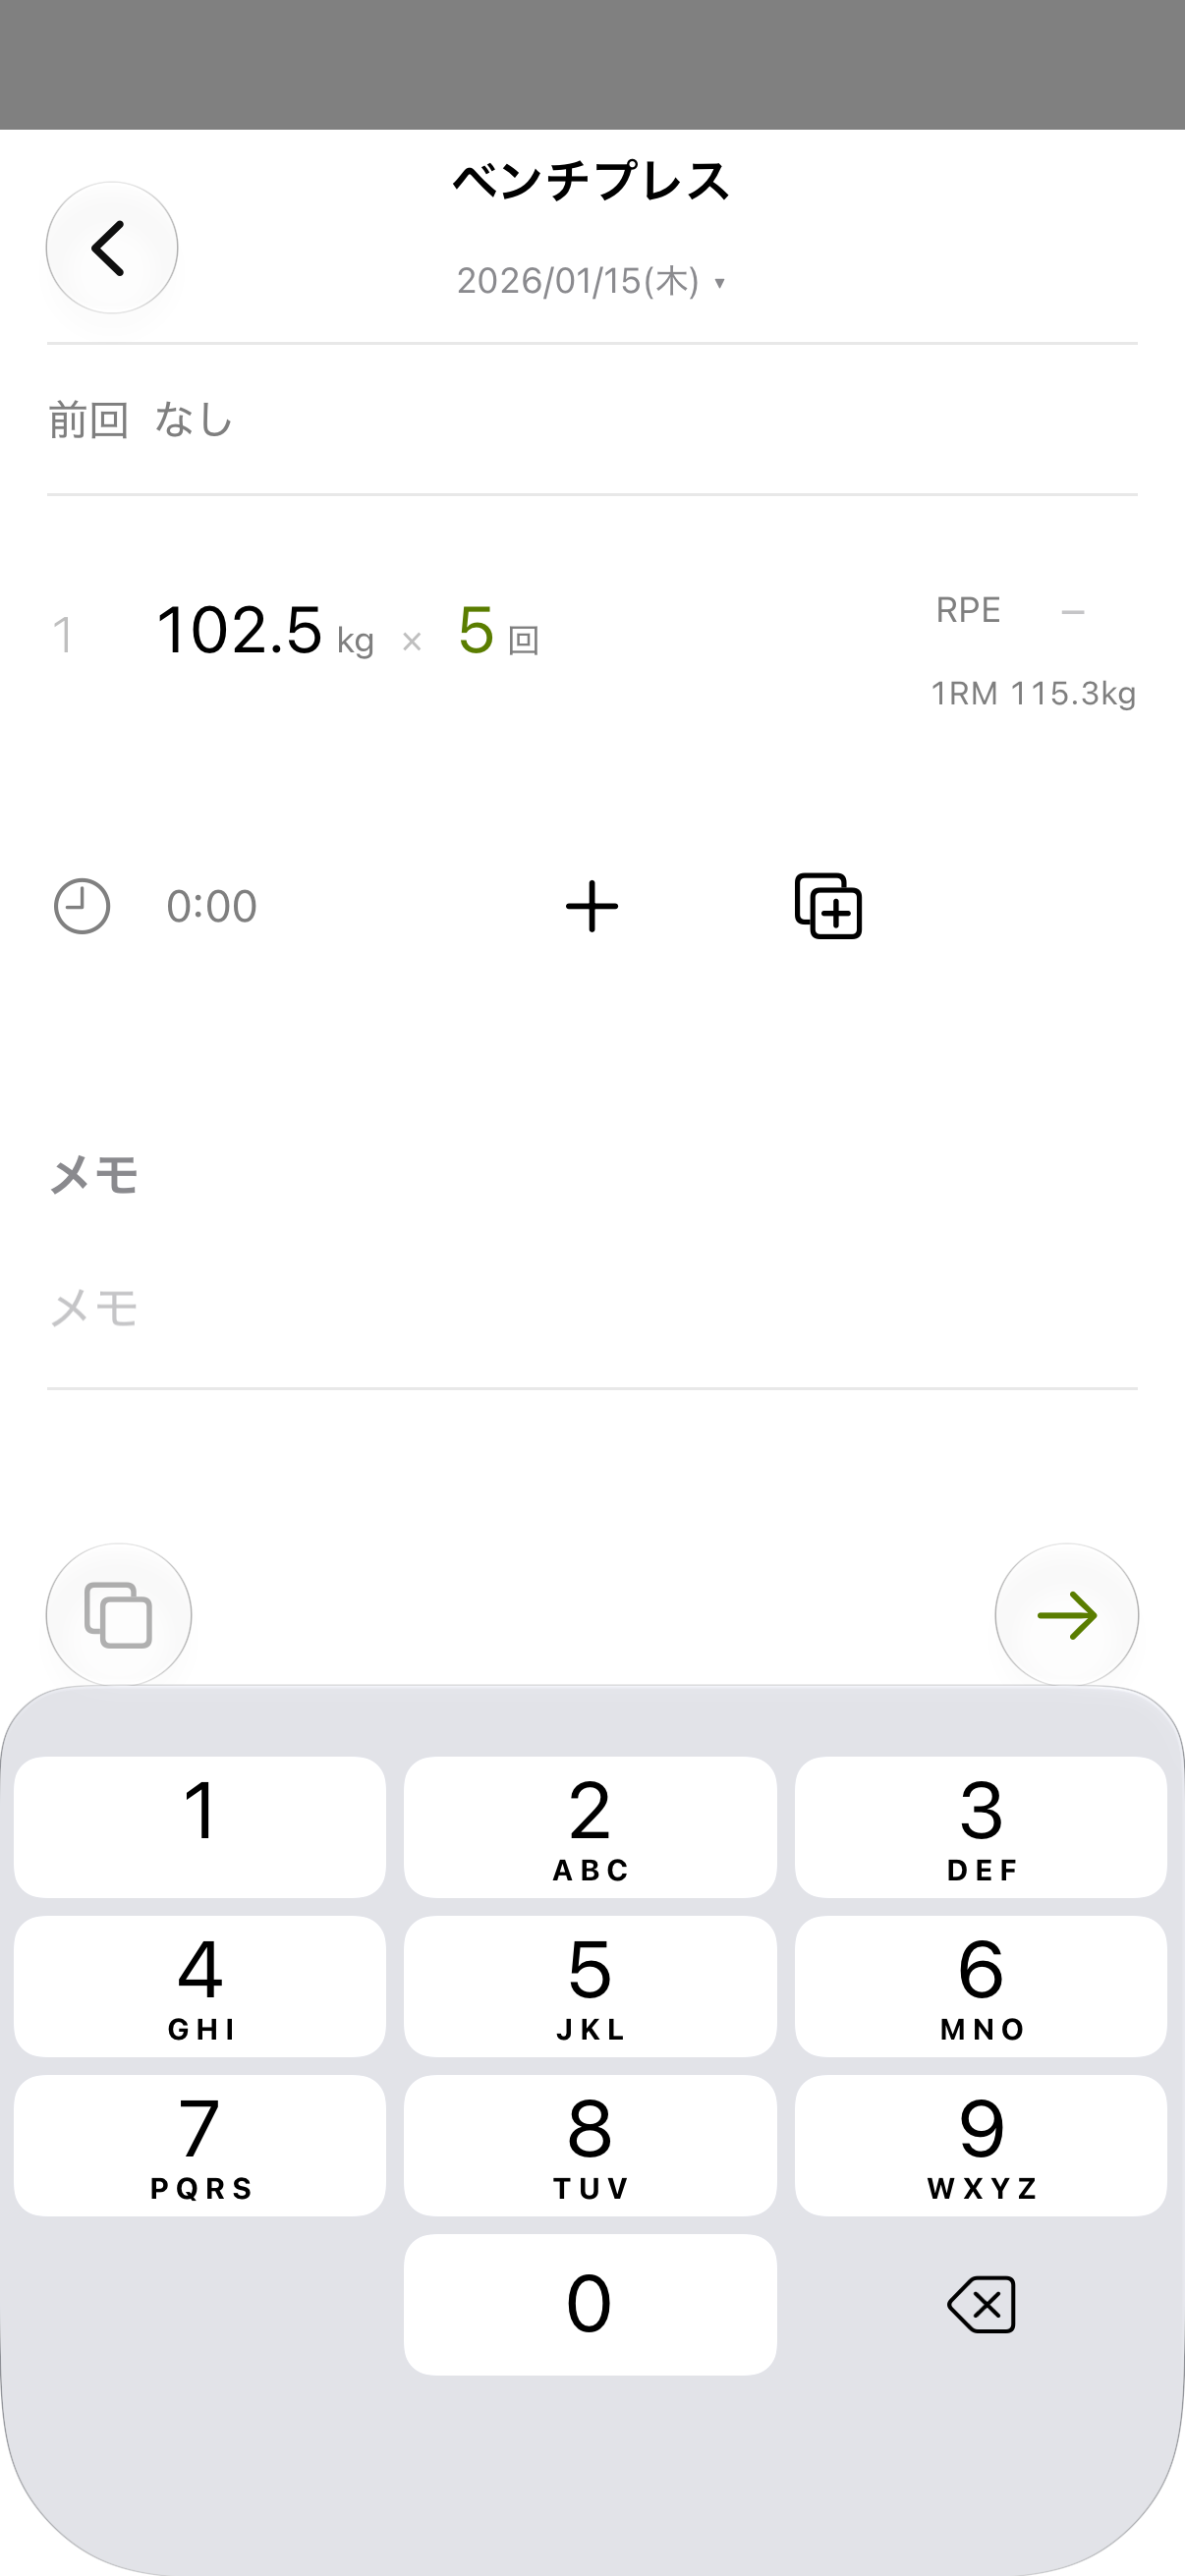 ベンチプレス
2026/01/15(木) ▾
前回 なし
1 102.5 kg × 5 回
RPE –
1RM 115.3kg
0:00
メモ
メモ
1
2 ABC
3 DEF
4 GHI
5 JKL
6 MNO
7 PQRS
8 TUV
9 WXYZ
0